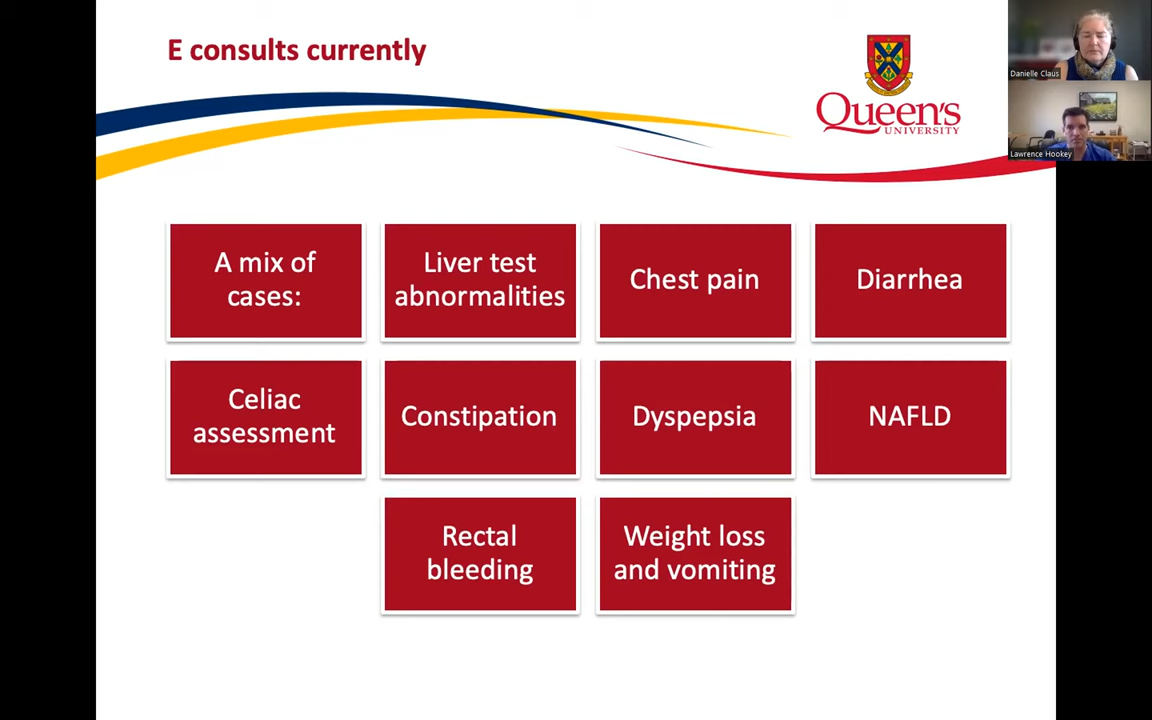 E consults currently
Queen's
UNIVERSITY
Danielle Claus
Lawrence Hookey
A mix of
cases:
Liver test
abnormalities
Chest pain
Diarrhea
Celiac
assessment
Constipation
Dyspepsia
NAFLD
Rectal
bleeding
Weight loss
and vomiting